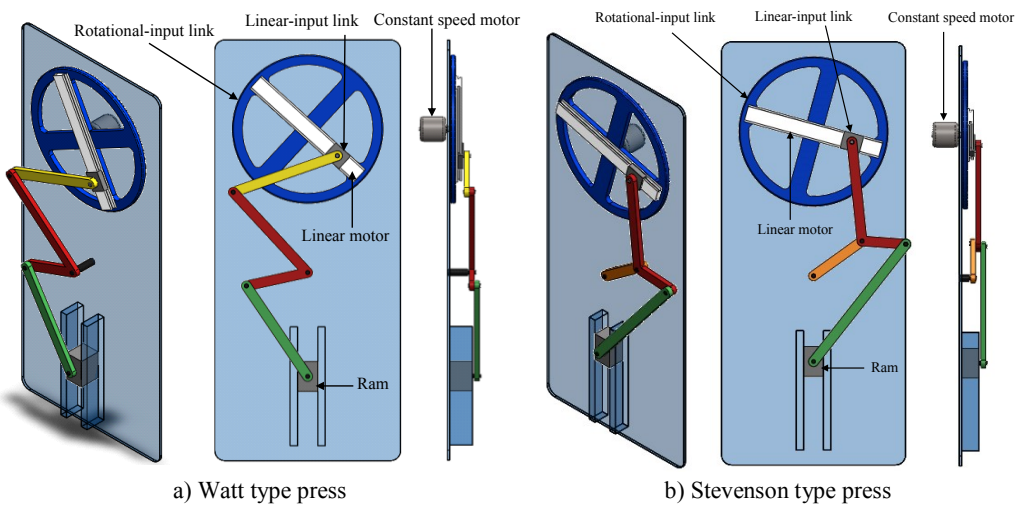 Rotational-input link
Linear-input link
Constant speed motor
Linear motor
Ram
a) Watt type press
Rotational-input link
Linear-input link
Constant speed motor
Linear motor
Ram
b) Stevenson type press